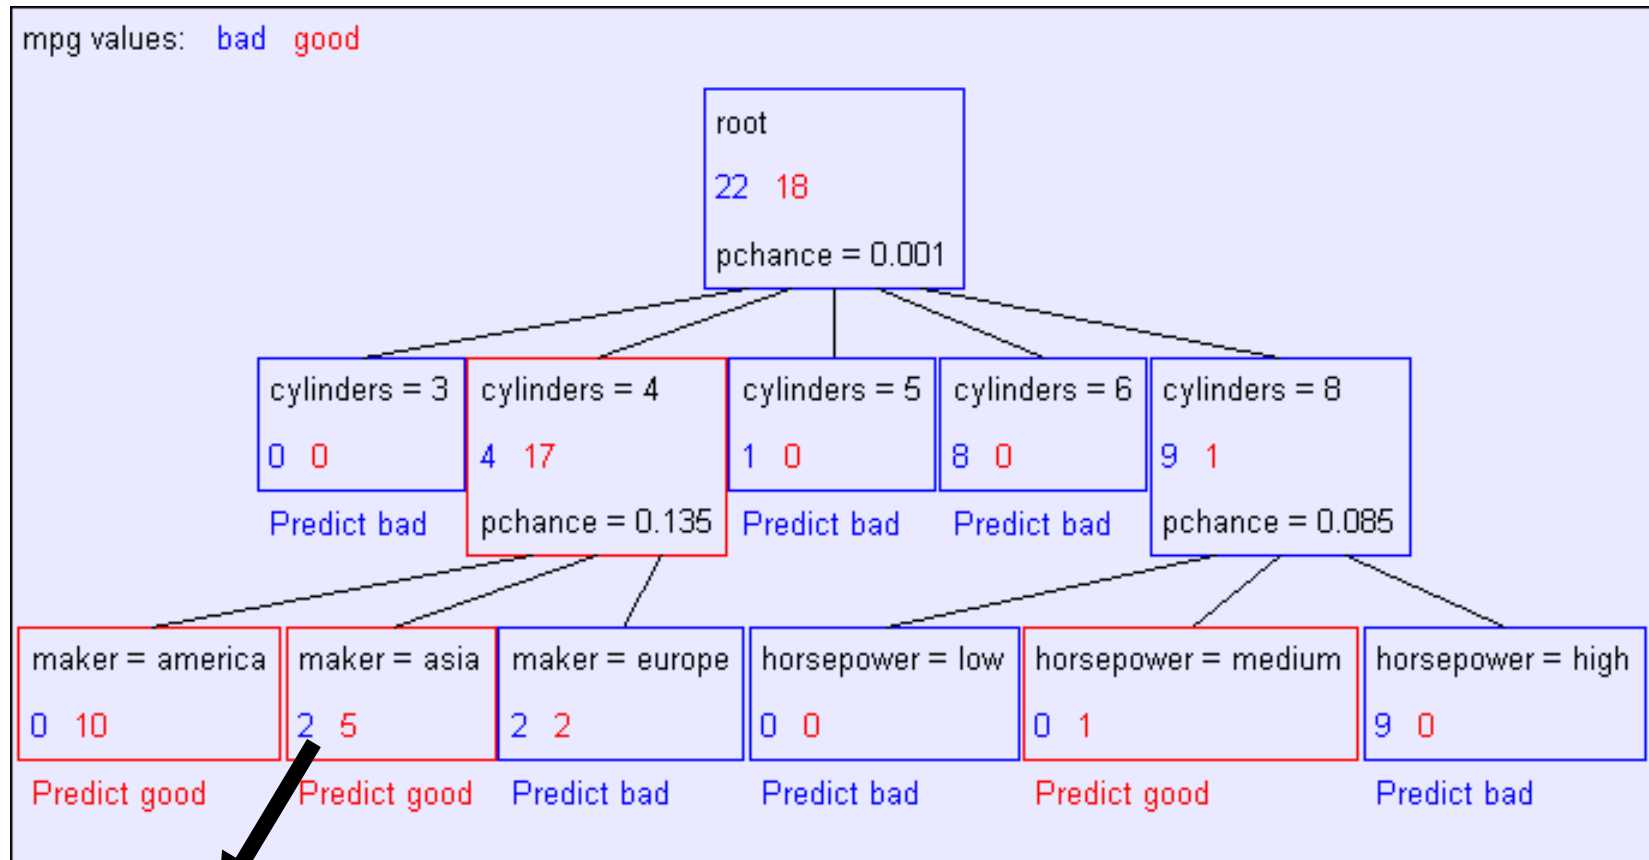 mpg values: bad good
root
22 18
pchance = 0.001
cylinders = 3 cylinders = 4 cylinders = 5 cylinders = 6 cylinders = 8
0 0 4 17 1 0 8 0 9 1
Predict bad pchance = 0.135 Predict bad Predict bad pchance = 0.085
maker = america maker = asia maker = europe horsepower = low horsepower = medium horsepower = high
0 10 2 5 2 2 0 0 0 1 9 0
Predict good Predict good Predict bad Predict bad Predict good Predict bad